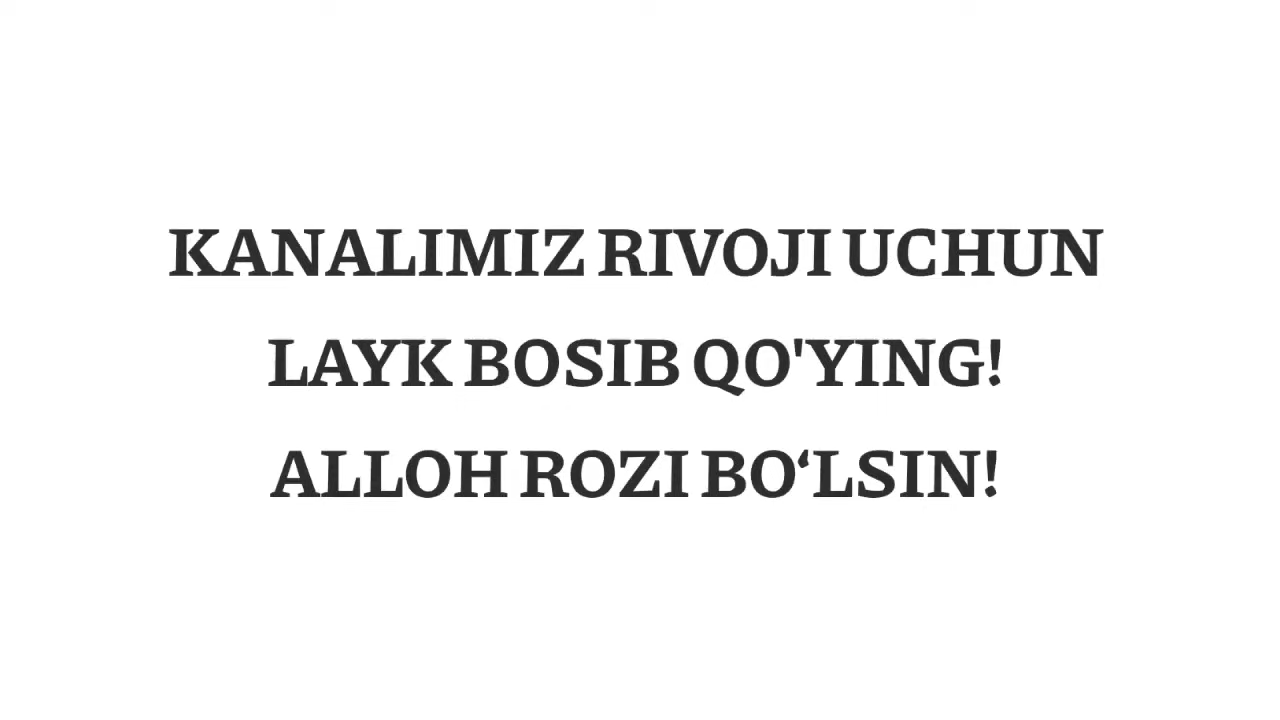 KANALIMIZ RIVOJI UCHUN
LAYK BOSIB QO'YING!
ALLOH ROZI BO‘LSIN!